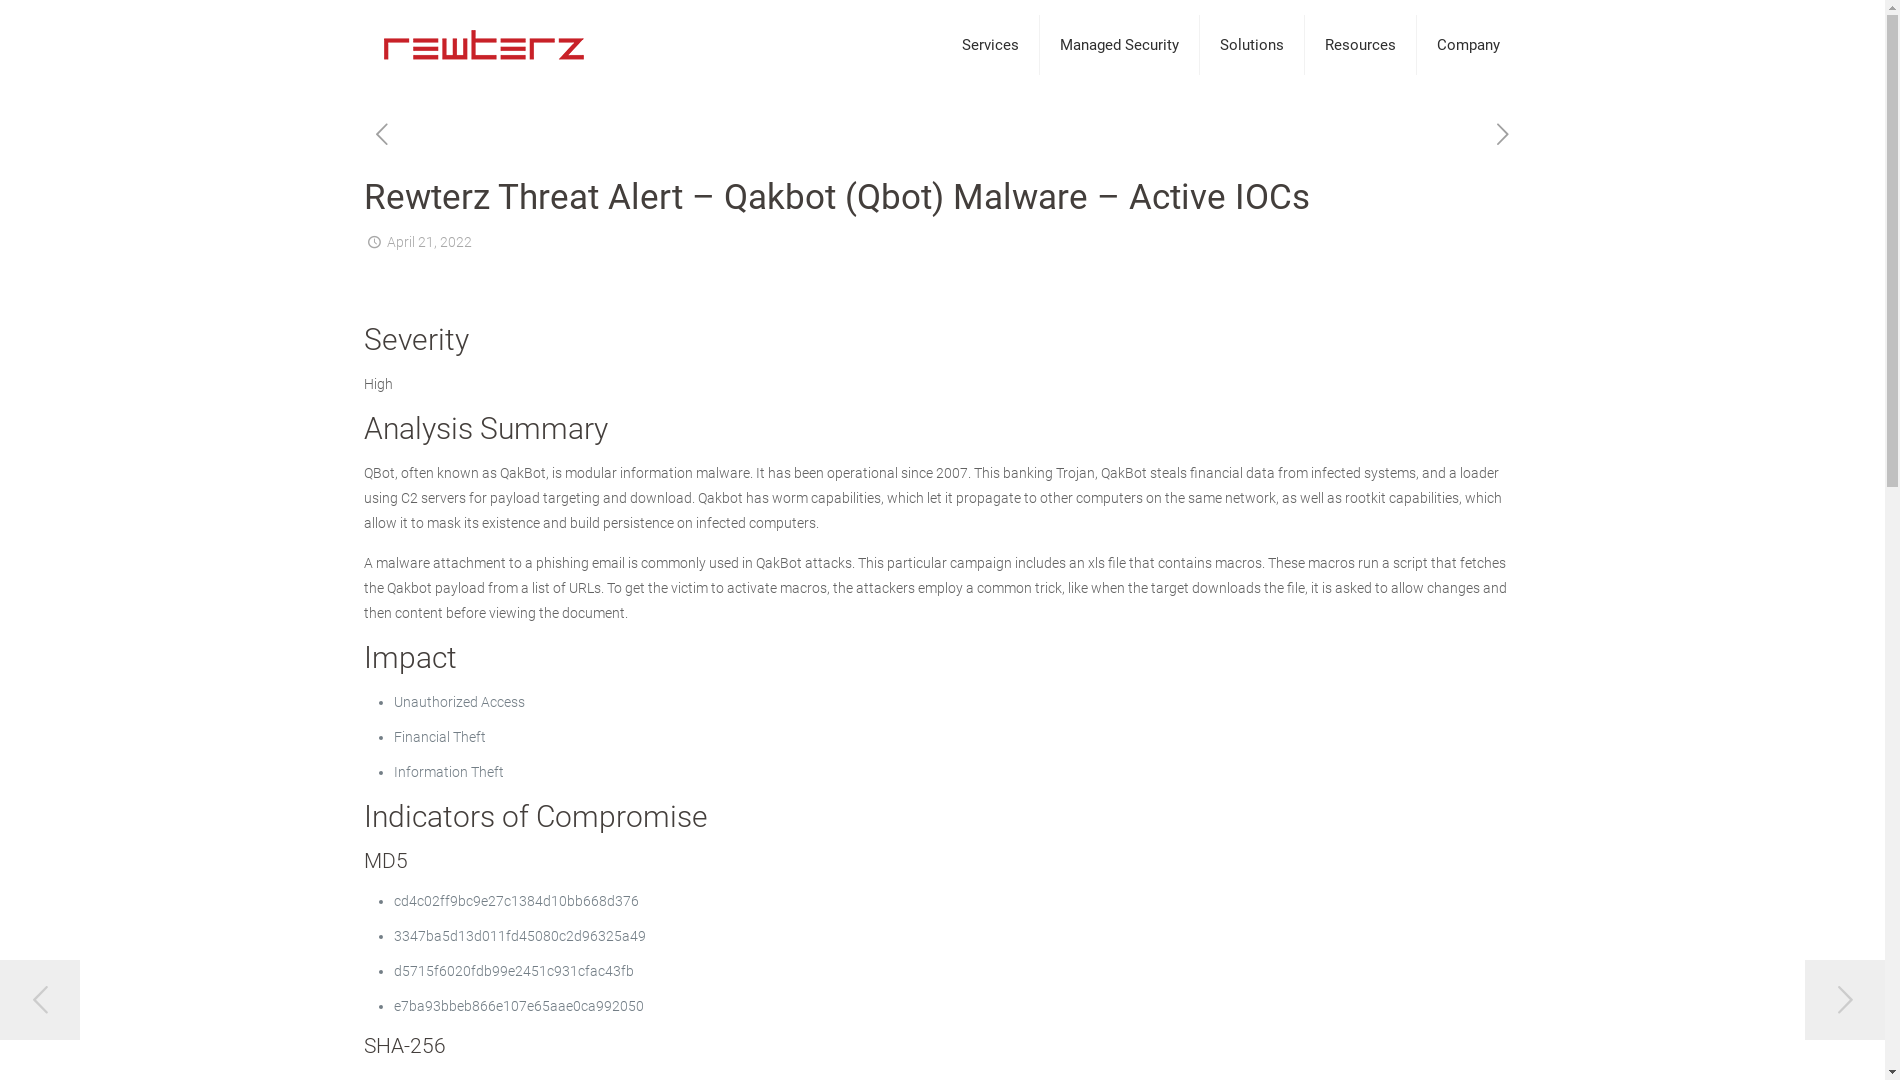 rewterz
Services
Managed Security
Solutions
Resources
Company
Rewterz Threat Alert – Qakbot (Qbot) Malware – Active IOCs
April 21, 2022
Severity
High
Analysis Summary
QBot, often known as QakBot, is modular information malware. It has been operational since 2007. This banking Trojan, QakBot steals financial data from infected systems, and a loader
using C2 servers for payload targeting and download. Qakbot has worm capabilities, which let it propagate to other computers on the same network, as well as rootkit capabilities, which
allow it to mask its existence and build persistence on infected computers.
A malware attachment to a phishing email is commonly used in QakBot attacks. This particular campaign includes an xls file that contains macros. These macros run a script that fetches
the Qakbot payload from a list of URLs. To get the victim to activate macros, the attackers employ a common trick, like when the target downloads the file, it is asked to allow changes and
then content before viewing the document.
Impact
Unauthorized Access
Financial Theft
Information Theft
Indicators of Compromise
MD5
cd4c02ff9bc9e27c1384d10bb668d376
3347ba5d13d011fd45080c2d96325a49
d5715f6020fdb99e2451c931cfac43fb
e7ba93bbeb866e107e65aae0ca992050
SHA-256